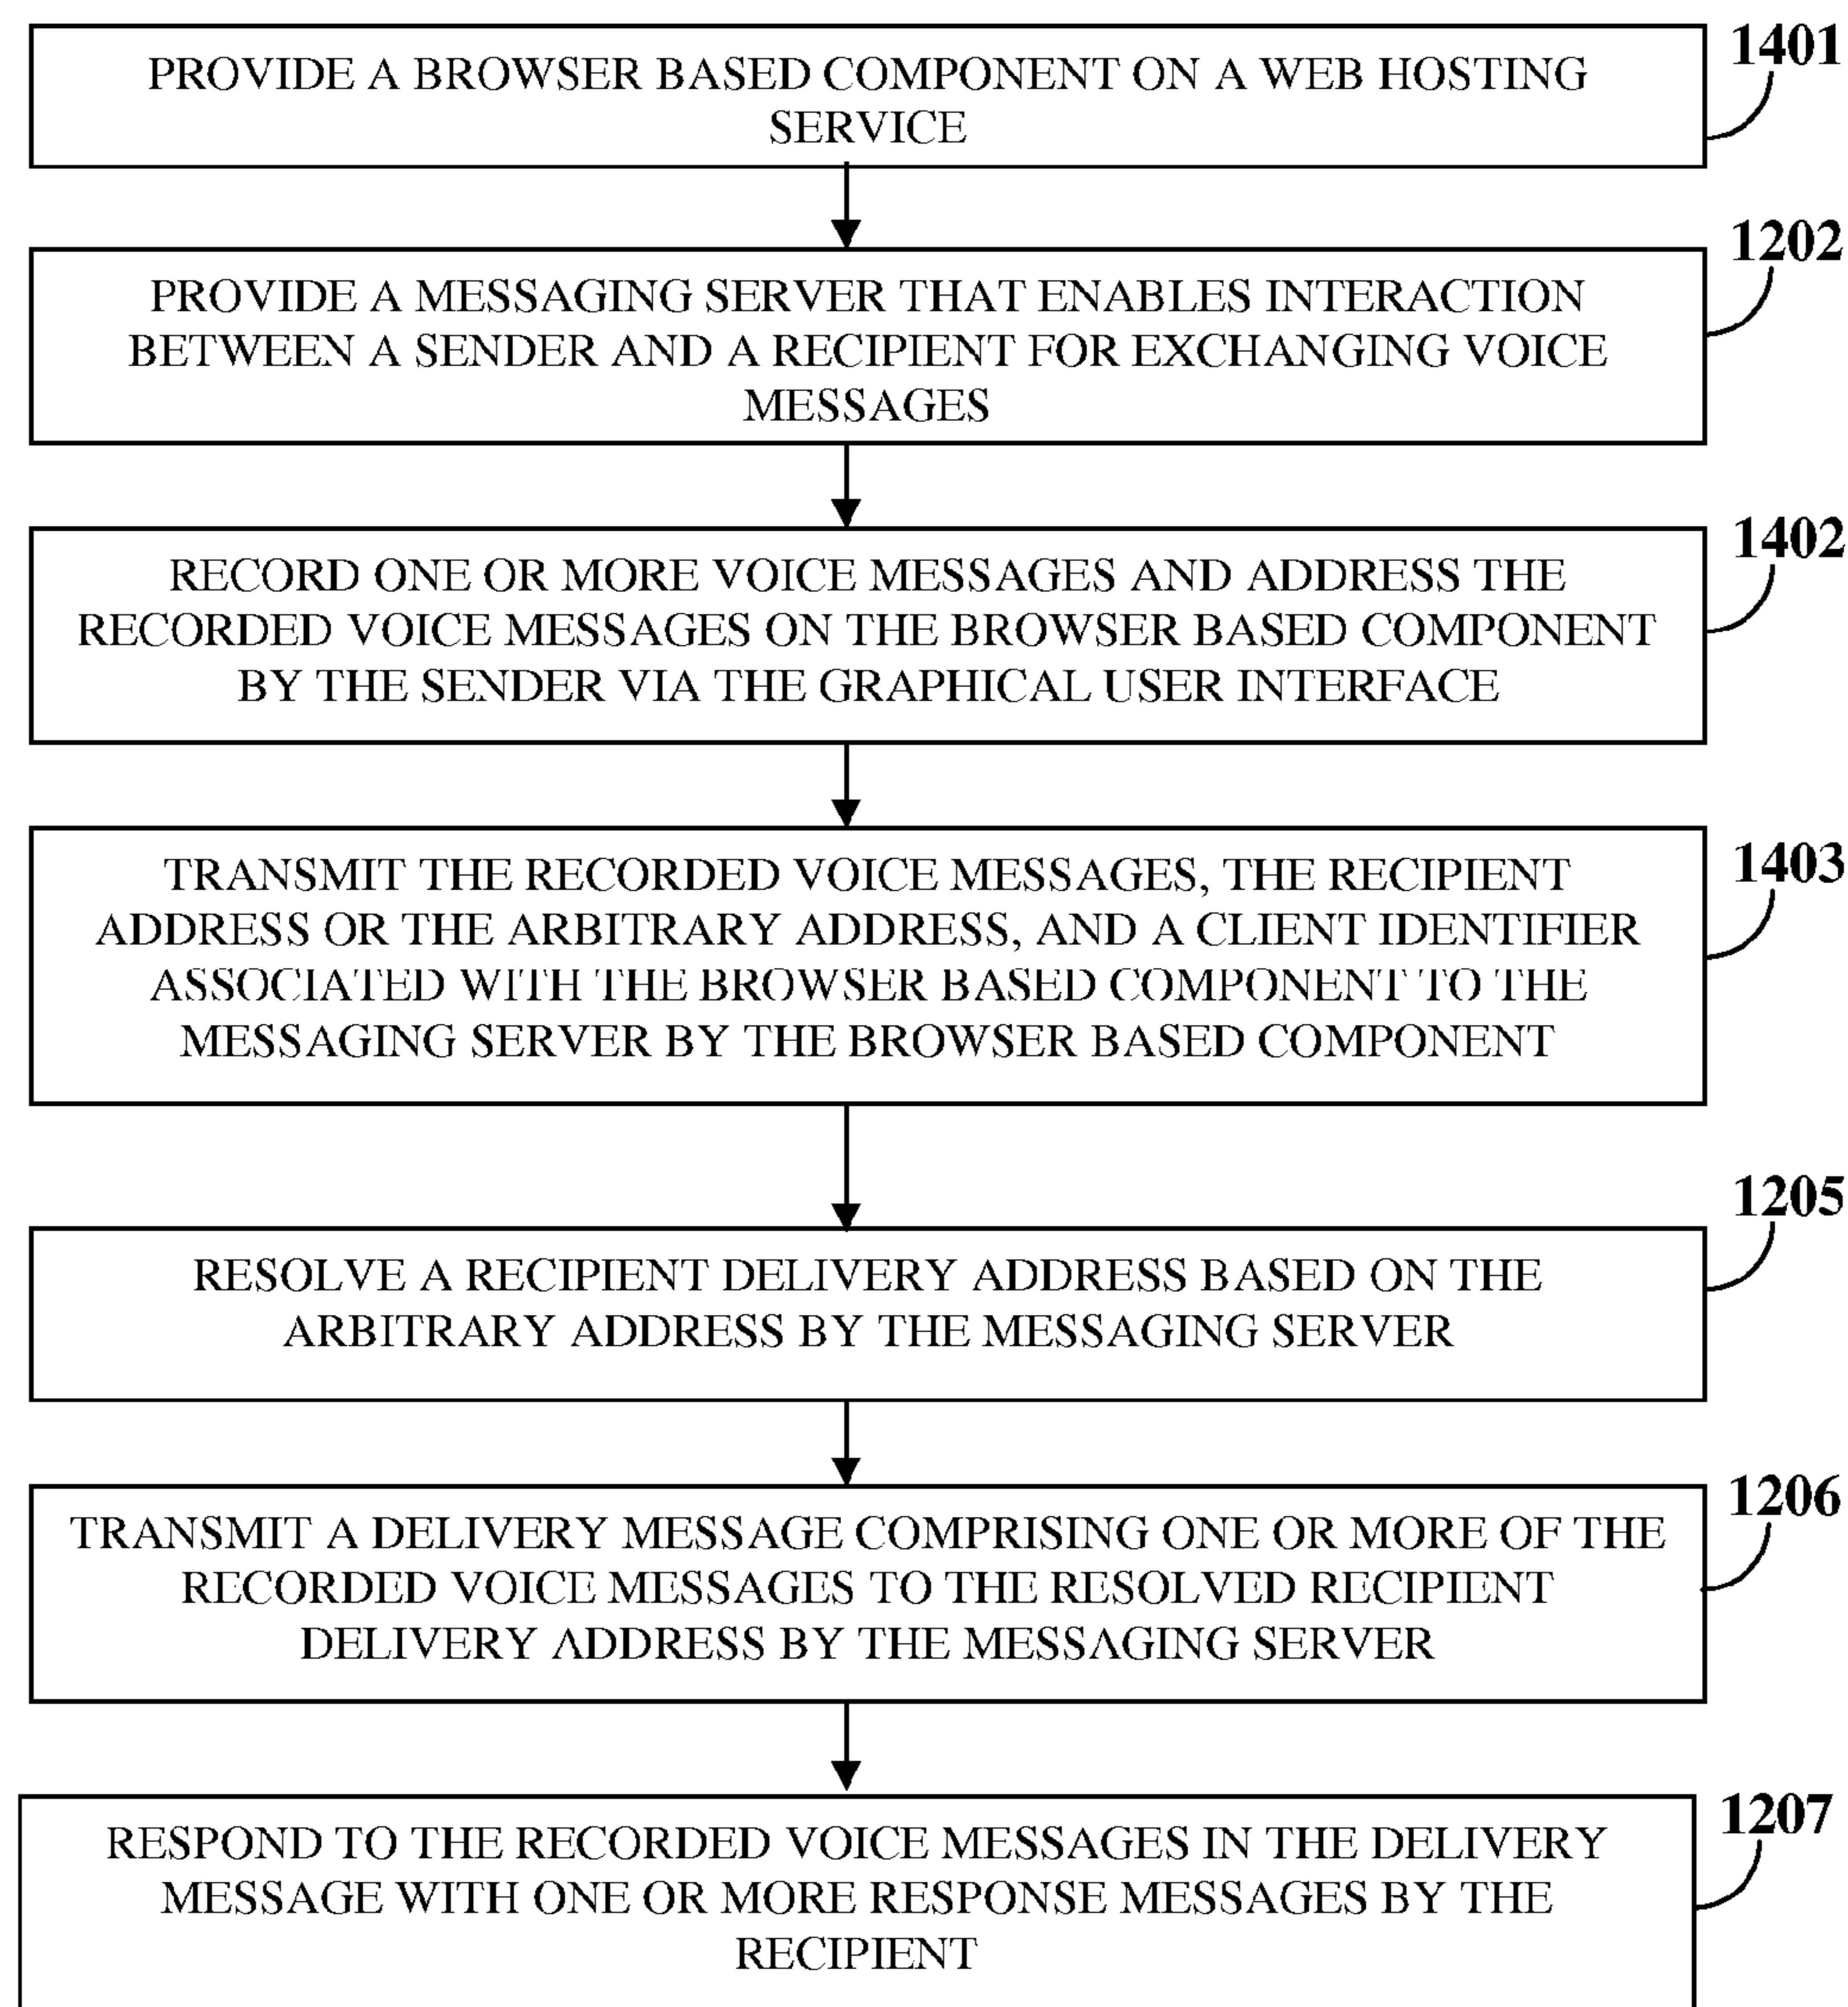 1401
PROVIDE A BROWSER BASED COMPONENT ON A WEB HOSTING
SERVICE
1202
PROVIDE A MESSAGING SERVER THAT ENABLES INTERACTION
BETWEEN A SENDER AND A RECIPIENT FOR EXCHANGING VOICE
MESSAGES
1402
RECORD ONE OR MORE VOICE MESSAGES AND ADDRESS THE
RECORDED VOICE MESSAGES ON THE BROWSER BASED COMPONENT
BY THE SENDER VIA THE GRAPHICAL USER INTERFACE
1403
TRANSMIT THE RECORDED VOICE MESSAGES, THE RECIPIENT
ADDRESS OR THE ARBITRARY ADDRESS, AND A CLIENT IDENTIFIER
ASSOCIATED WITH THE BROWSER BASED COMPONENT TO THE
MESSAGING SERVER BY THE BROWSER BASED COMPONENT
1205
RESOLVE A RECIPIENT DELIVERY ADDRESS BASED ON THE
ARBITRARY ADDRESS BY THE MESSAGING SERVER
1206
TRANSMIT A DELIVERY MESSAGE COMPRISING ONE OR MORE OF THE
RECORDED VOICE MESSAGES TO THE RESOLVED RECIPIENT
DELIVERY ADDRESS BY THE MESSAGING SERVER
1207
RESPOND TO THE RECORDED VOICE MESSAGES IN THE DELIVERY
MESSAGE WITH ONE OR MORE RESPONSE MESSAGES BY THE
RECIPIENT